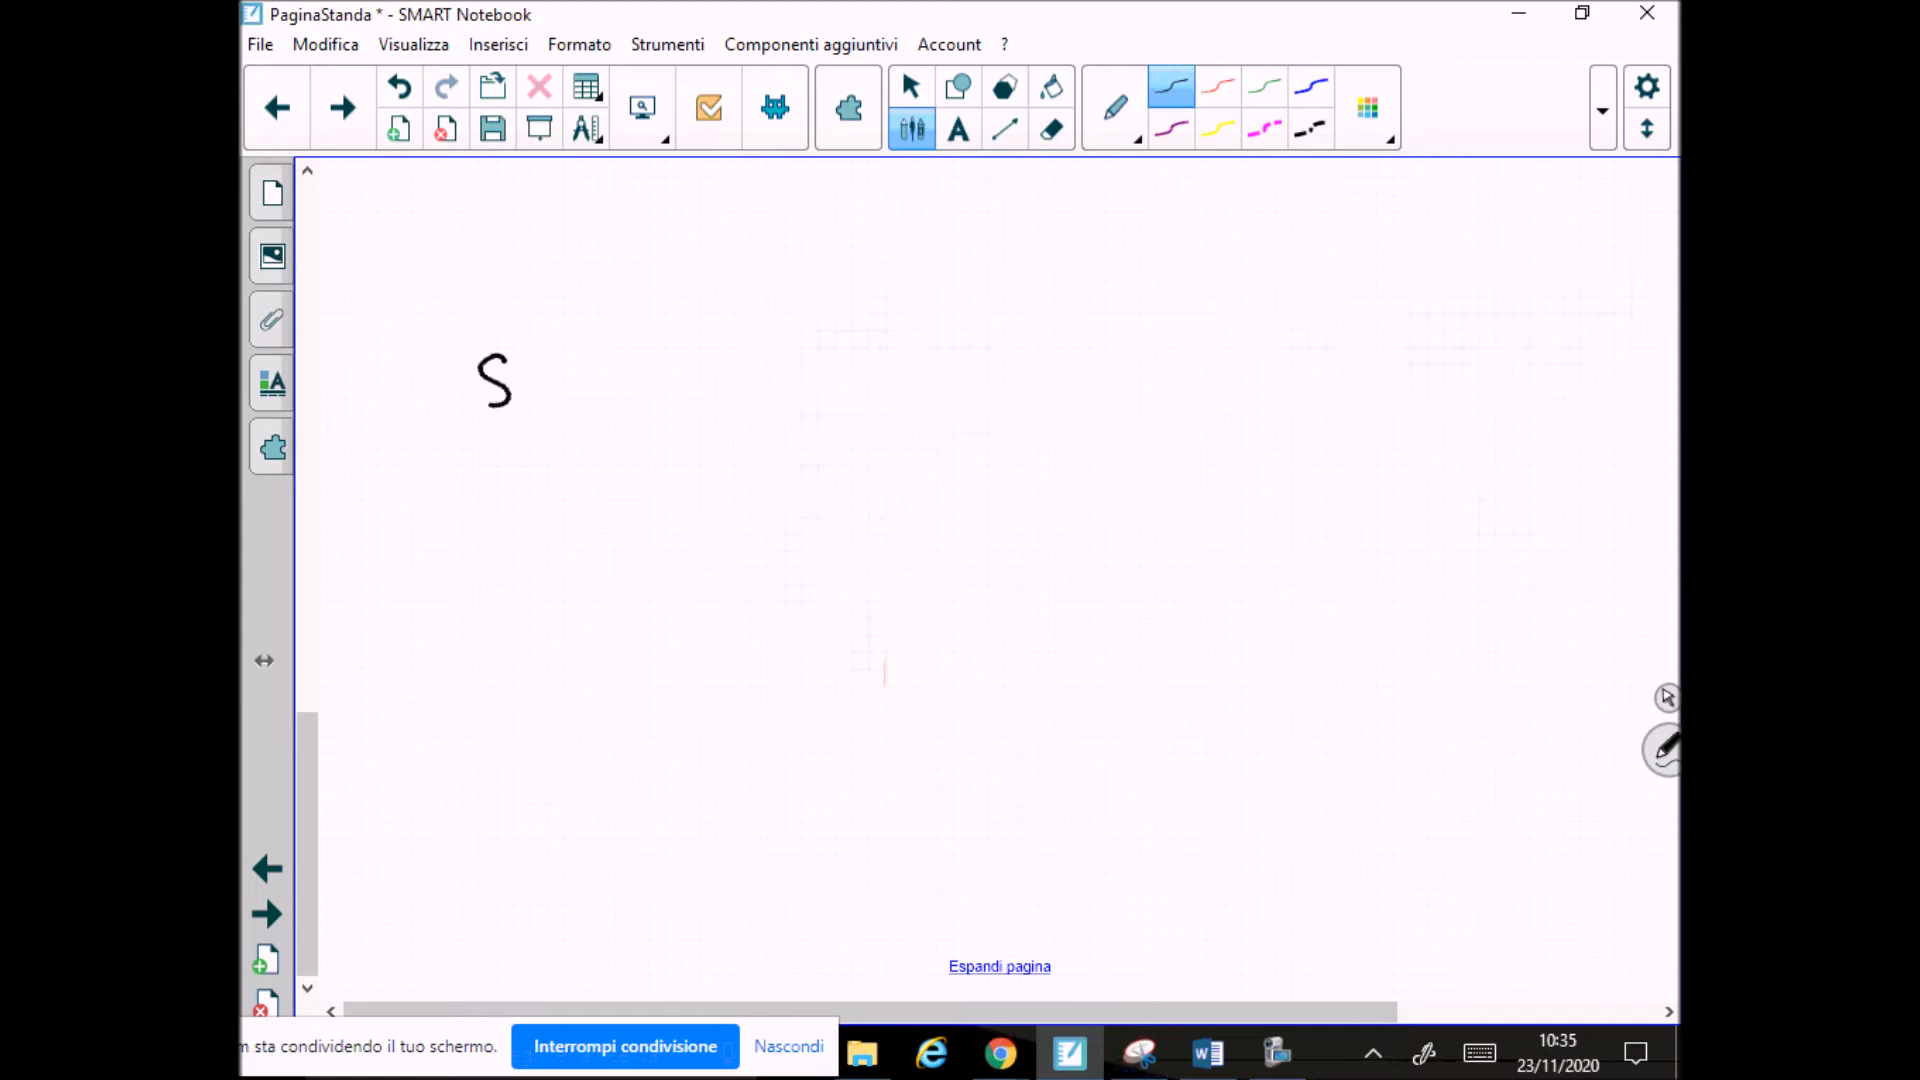 PaginaStanda * - SMART Notebook
File Modifica Visualizza Inserisci Formato Strumenti Componenti aggiuntivi Account ?
S
Espandi pagina
m sta condividendo il tuo schermo. Interrompi condivisione Nascondi
10:35
23/11/2020